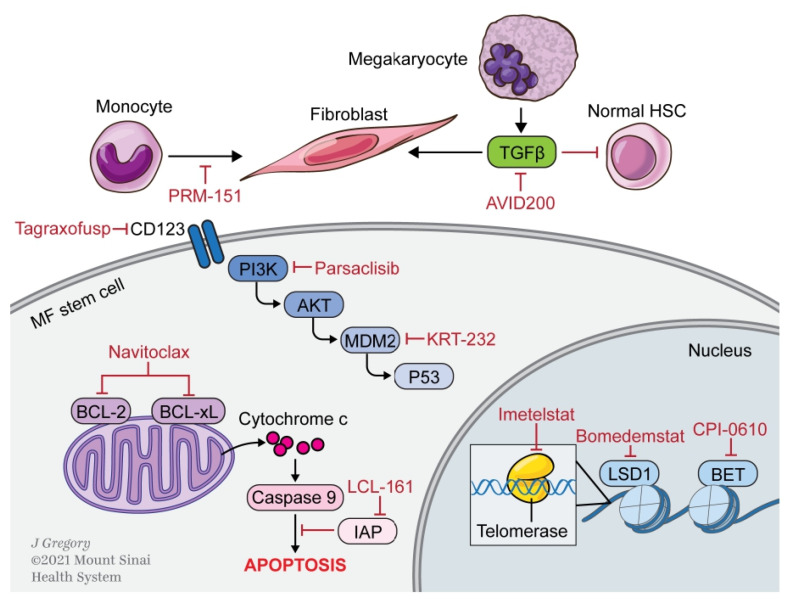 Megakaryocyte
Monocyte
Fibroblast
Normal HSC
TGFβ
PRM-151
AVID200
Tagraxofusp
CD123
PI3K
Parsaclisib
MF stem cell
AKT
MDM2
KRT-232
P53
Nucleus
Navitoclax
BCL-2
BCL-xL
Cytochrome c
Imetelstat
Bomedemstat
CPI-0610
LSD1
BET
Caspase 9
LCL-161
IAP
Telomerase
APOPTOSIS
J Gregory
©2021 Mount Sinai
Health System